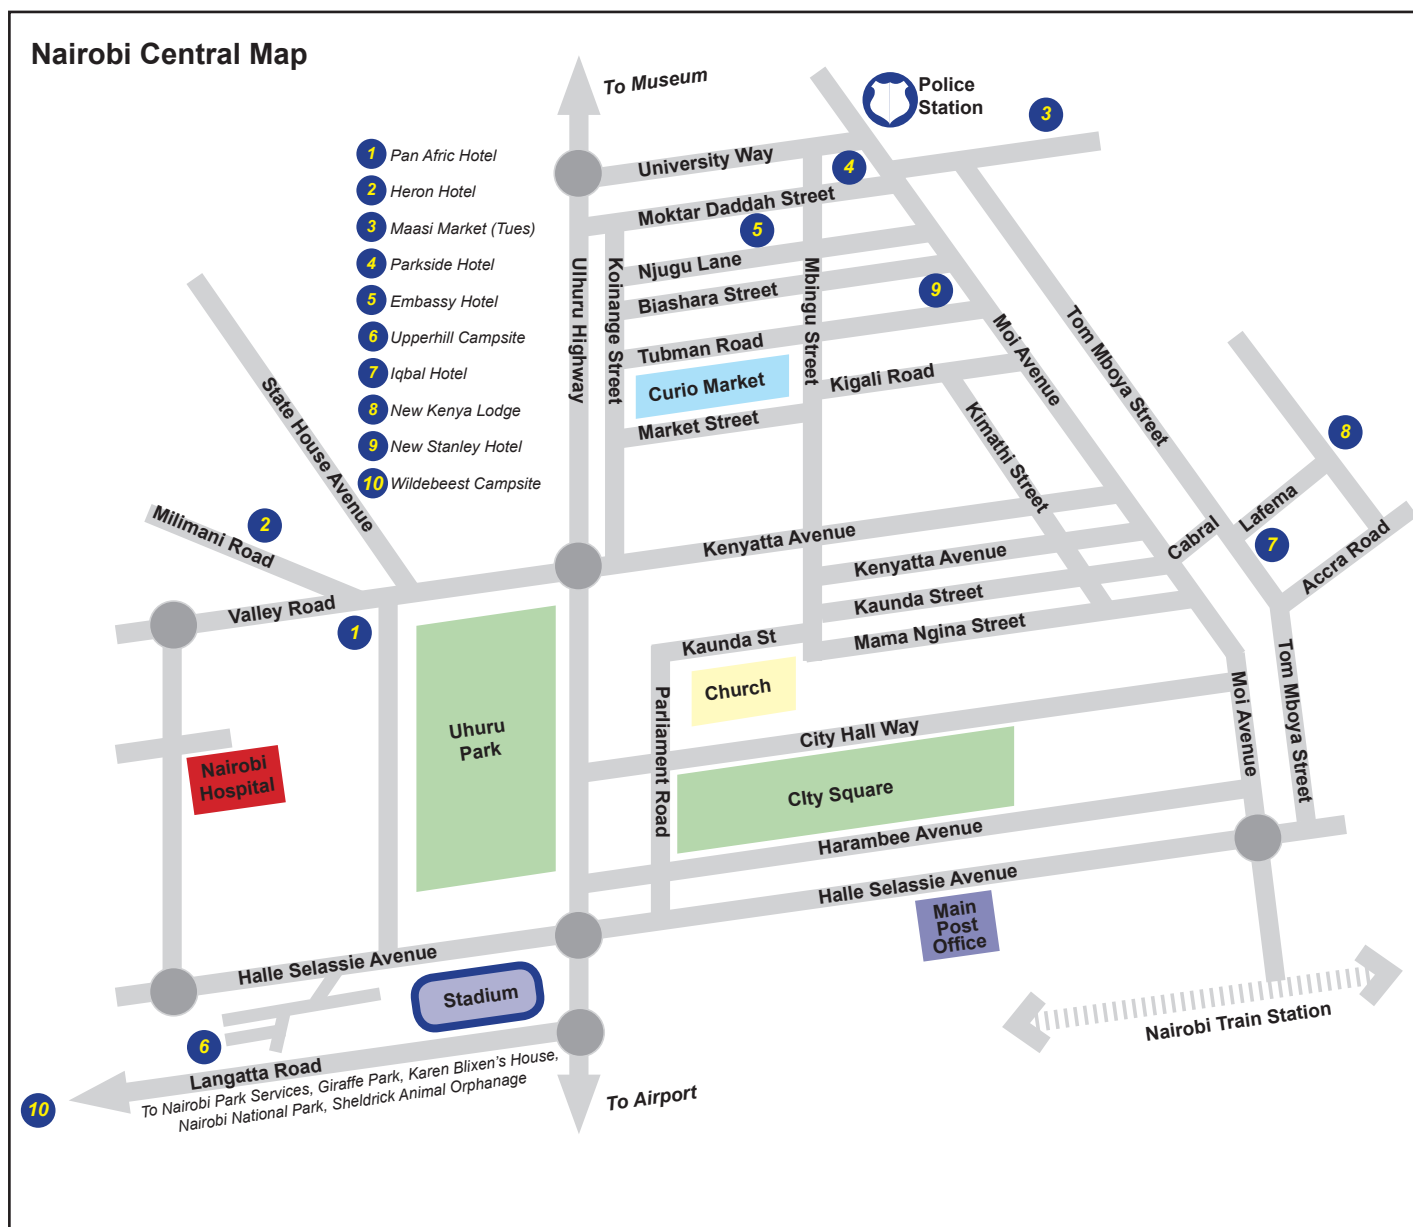 Nairobi Central Map
To Museum
Police
Station
1 Pan Afric Hotel
2 Heron Hotel
3 Maasi Market (Tues)
4 Parkside Hotel
5 Embassy Hotel
6 Upperhill Campsite
7 Iqbal Hotel
8 New Kenya Lodge
9 New Stanley Hotel
10 Wildebeest Campsite
3
University Way
4
Moktar Daddah Street
5
Njugu Lane
Biashara Street
9
Tubman Road
Ulhuru Highway
Koinange Street
Mbingu Street
Moi Avenue
Tom Mboya Street
Curio Market
Kigali Road
Market Street
Kimathi Street
8
State House Avenue
Milimani Road
2
Kenyatta Avenue
Kenyatta Avenue
Cabral
Lafema
7
Accra Road
Kaunda Street
Valley Road
1
Kaunda St
Mama Ngina Street
Church
Parliament Road
Uhuru
Park
Moi Avenue
Tom Mboya Street
City Hall Way
Nairobi
Hospital
CIty Square
Harambee Avenue
Halle Selassie Avenue
Main
Post
Office
Halle Selassie Avenue
Stadium
Nairobi Train Station
6
Langatta Road
10
To Nairobi Park Services, Giraffe Park, Karen Blixen's House,
Nairobi National Park, Sheldrick Animal Orphanage
To Airport